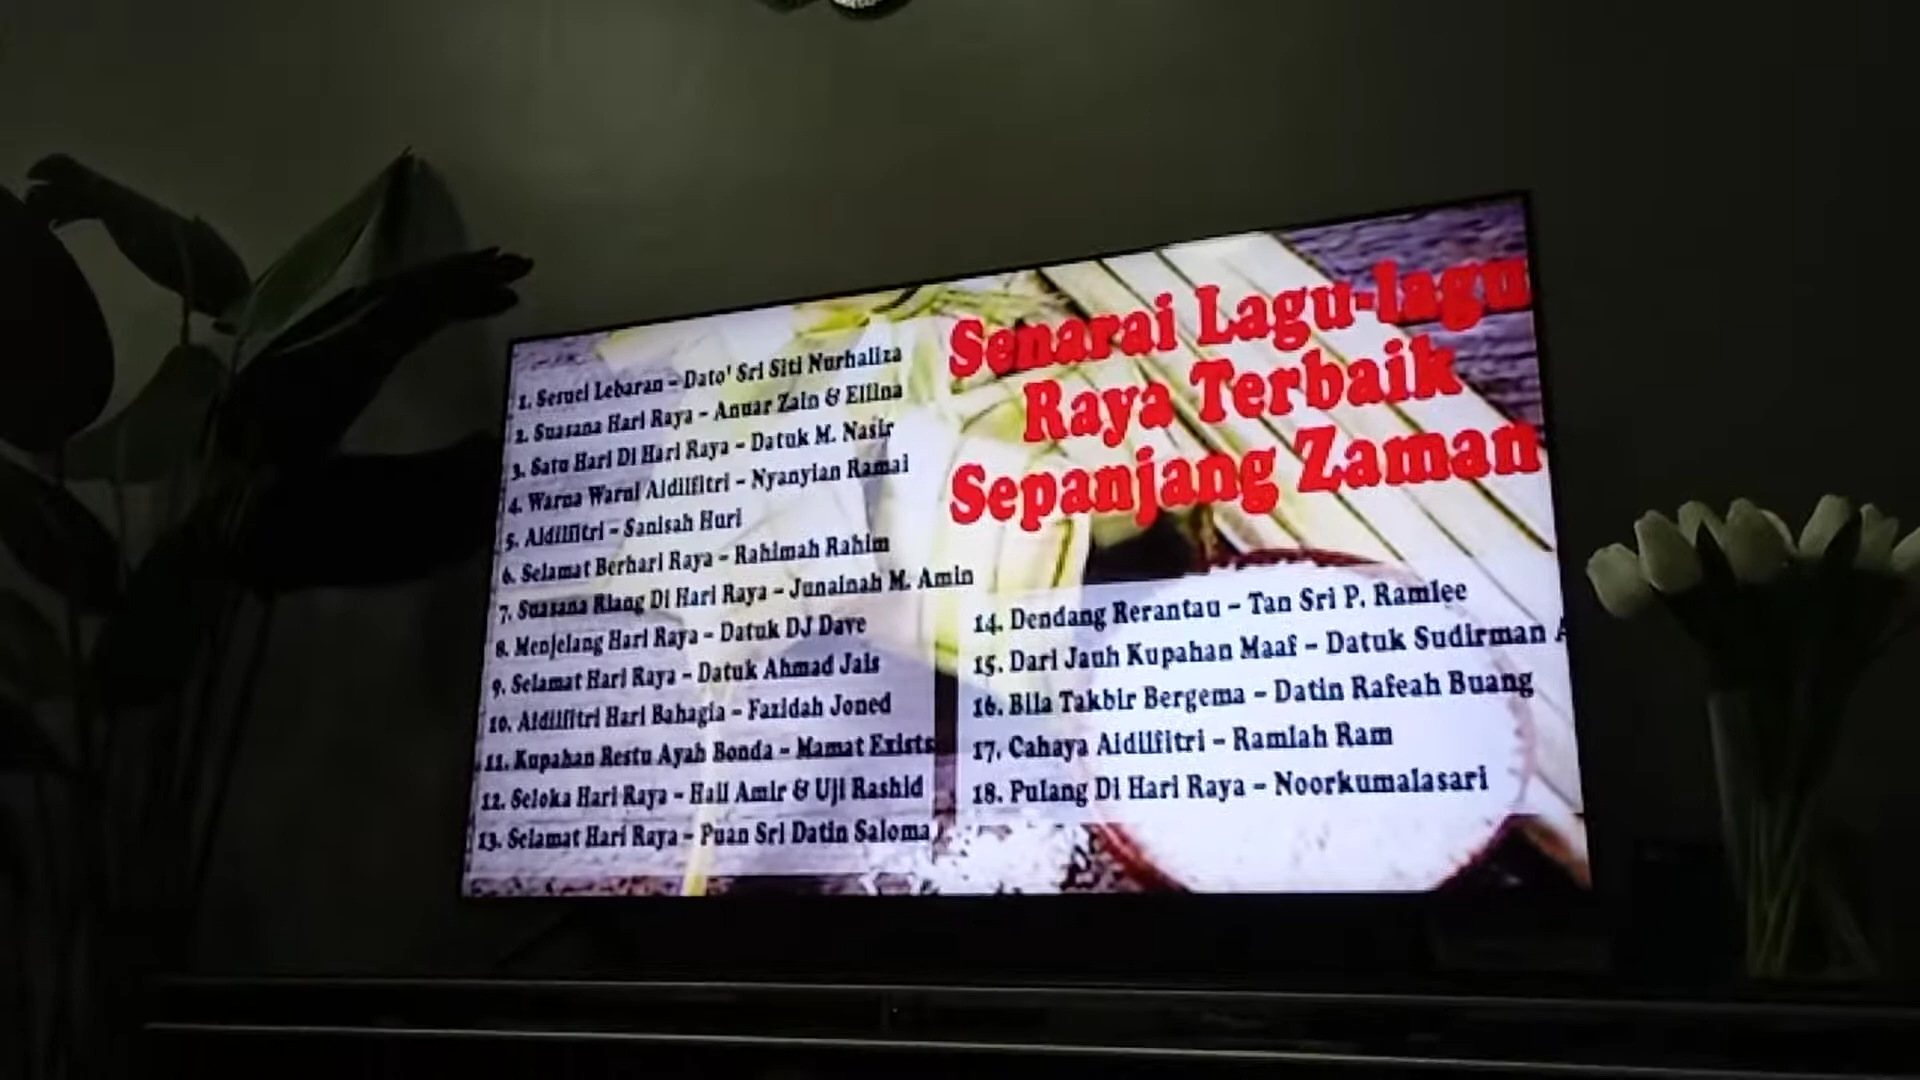 Senarai Lagu-lagu
Raya Terbaik
Sepanjang Zaman
1. Seruci Lebaran - Dato' Sri Siti Nurhaliza
2. Suasana Hari Raya - Anuar Zain & Ellina
3. Satu Hari Di Hari Raya - Datuk M. Nasir
4. Warna Warni Aidilfitri - Nyanyian Ramai
5. Aidilfitri - Sanisah Huri
6. Selamat Berhari Raya - Rahimah Rahim
7. Suasana Riang Di Hari Raya - Junainah M. Amin
8. Menjelang Hari Raya - Datuk DJ Dave
9. Selamat Hari Raya - Datuk Ahmad Jais
10. Aidilfitri Hari Bahagia - Fazidah Joned
11. Kupahan Restu Ayah Bonda - Mamat Exists
12. Seloka Hari Raya - Hail Amir & Uji Rashid
13. Selamat Hari Raya - Puan Sri Datin Saloma
14. Dendang Rerantau - Tan Sri P. Ramlee
15. Dari Jauh Kupahan Maaf - Datuk Sudirman A
16. Bila Takbir Bergema - Datin Rafeah Buang
17. Cahaya Aidilfitri - Ramlah Ram
18. Pulang Di Hari Raya - Noorkumalasari